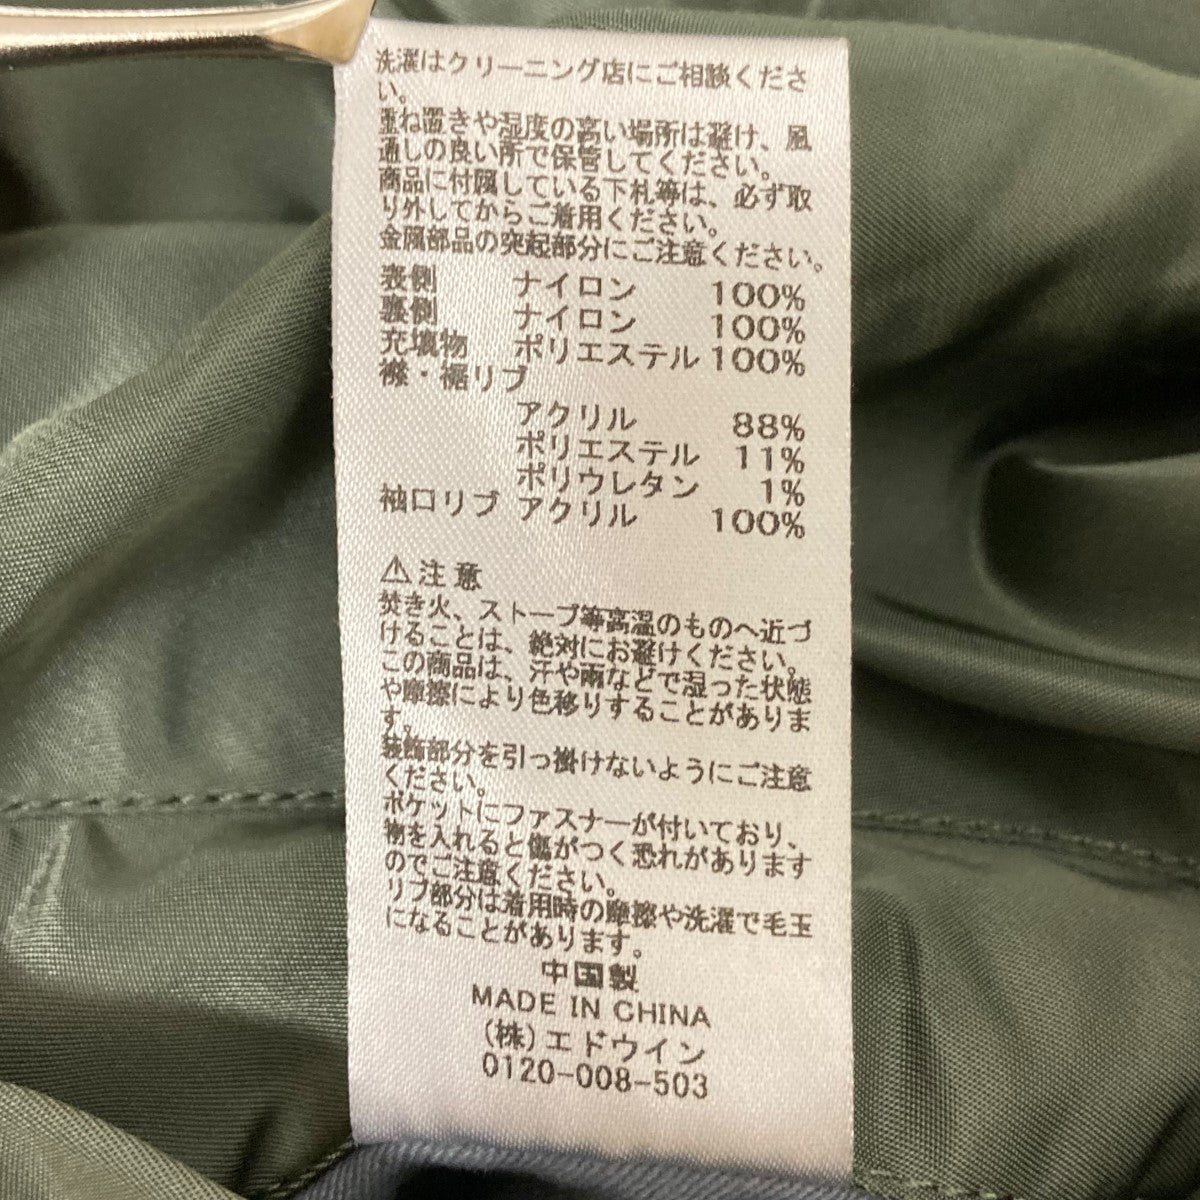 洗濯はクリーニング店にご相談くださ
い。
重ね置きや湿度の高い場所は避け、風
通しの良い所で保管してください。
商品に付属している下札等は、必ず取
り外してからご着用ください。
金属部品の突起部分にご注意ください。
表側 ナイロン 100%
裏側 ナイロン 100%
充填物 ポリエステル 100%
襟・裾リブ
アクリル 88%
ポリエステル 11%
ポリウレタン 1%
袖口リブ アクリル 100%
⚠注意
焚き火、ストーブ等高温のものへ近づ
けることは、絶対にお避けください。
この商品は、汗や雨などで湿った状態
や摩擦により色移りすることがありま
す。
装飾部分を引っ掛けないようにご注意
ください。
ポケットにファスナーが付いており、
物を入れると傷がつく恐れがあります
のでご注意ください。
リブ部分は着用時の摩擦や洗濯で毛玉
になることがあります。
中国製
MADE IN CHINA
(株)エドウイン
0120-008-503